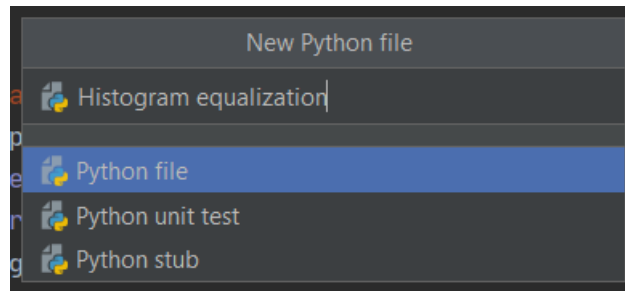 New Python file
Histogram equalization
Python file
Python unit test
Python stub